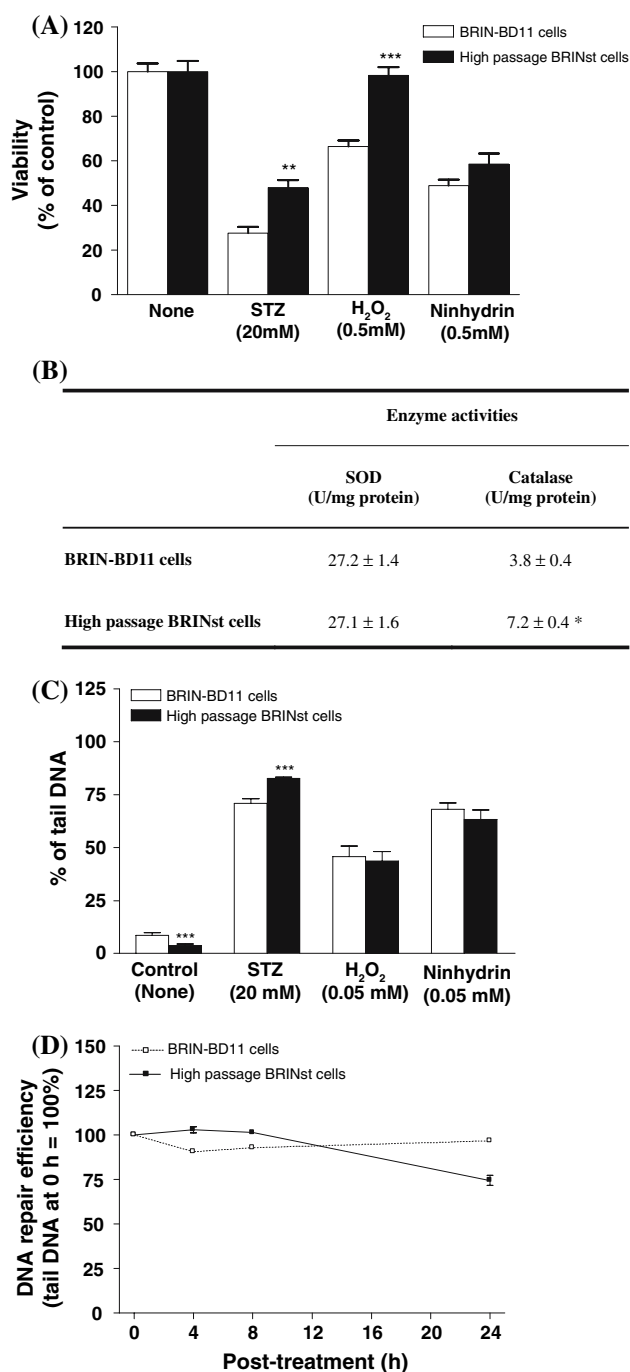 (A)
BRIN-BD11 cells
High passage BRINst cells
Viability
(% of control)
120
100
80
60
40
20
0
**
***
None
STZ
(20mM)
H₂O₂
(0.5mM)
Ninhydrin
(0.5mM)
(B)
Enzyme activities
SOD
(U/mg protein)
Catalase
(U/mg protein)
BRIN-BD11 cells 27.2 ± 1.4 3.8 ± 0.4
High passage BRINst cells 27.1 ± 1.6 7.2 ± 0.4 *
(C)
BRIN-BD11 cells
High passage BRINst cells
% of tail DNA
125
100
75
50
25
0
***
***
Control
(None)
STZ
(20 mM)
H₂O₂
(0.05 mM)
Ninhydrin
(0.05 mM)
(D)
BRIN-BD11 cells
High passage BRINst cells
DNA repair efficiency
(tail DNA at 0 h = 100%)
150
125
100
75
50
25
0
0 4 8 12 16 20 24
Post-treatment (h)